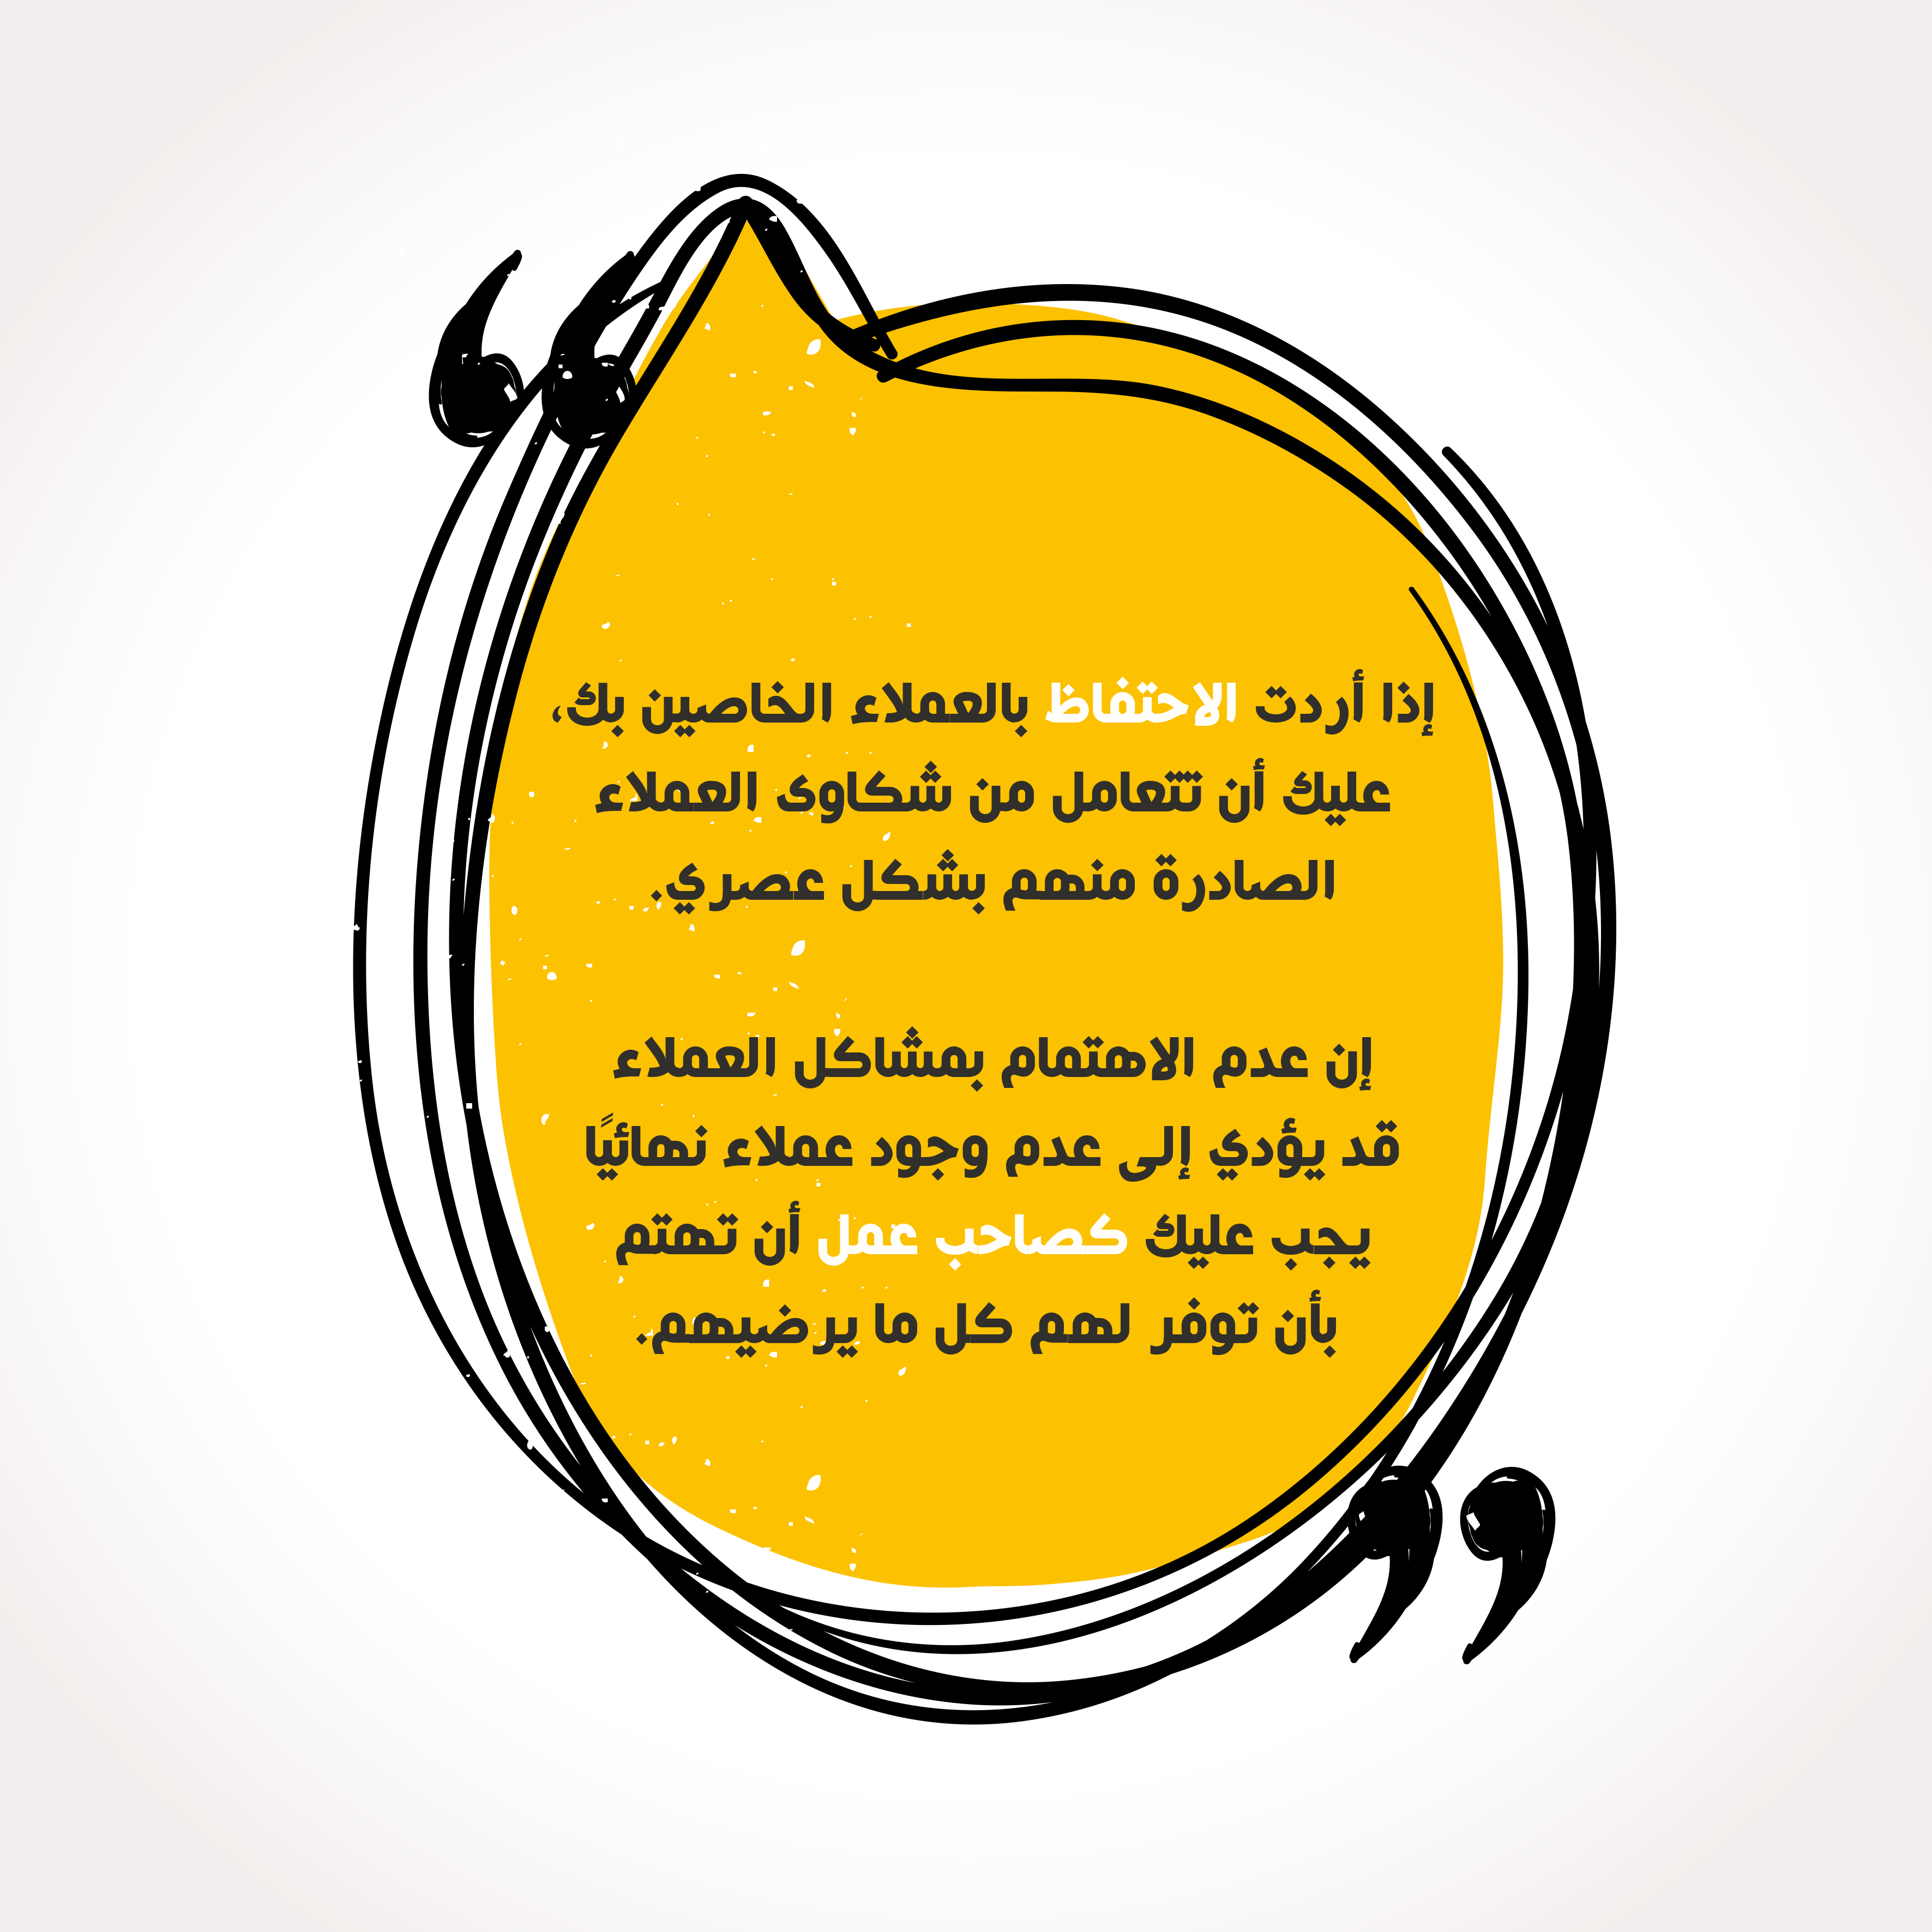 إذا أردت الاحتفاظ بالعملاء الخاصين بك،
عليك أن تتعامل من شكاوى العملاء
الصادرة منهم بشكل عصري.
إن عدم الاهتمام بمشاكل العملاء
قد يؤدي إلى عدم وجود عملاء نهائيًا
يجب عليك كصاحب عمل أن تهتم
بأن توفر لهم كل ما يرضيهم.